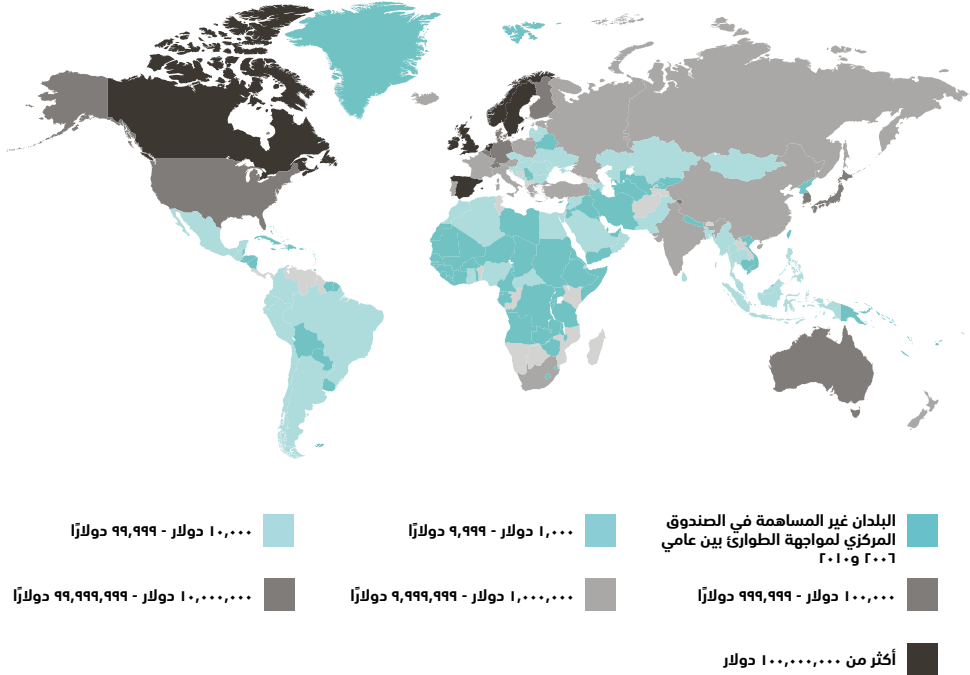 البلدان غير المساهمة في الصندوق
المركزي لمواجهة الطوارئ بين عامي
٢٠٠٦ و٢٠١٠
١,٠٠٠ دولار - ٩,٩٩٩ دولارًا
١٠,٠٠٠ دولار - ٩٩,٩٩٩ دولارًا
١٠٠,٠٠٠ دولار - ٩٩٩,٩٩٩ دولارًا
١,٠٠٠,٠٠٠ دولار - ٩,٩٩٩,٩٩٩ دولارًا
١٠,٠٠٠,٠٠٠ دولار - ٩٩,٩٩٩,٩٩٩ دولارًا
أكثر من ١٠٠,٠٠٠,٠٠٠ دولار